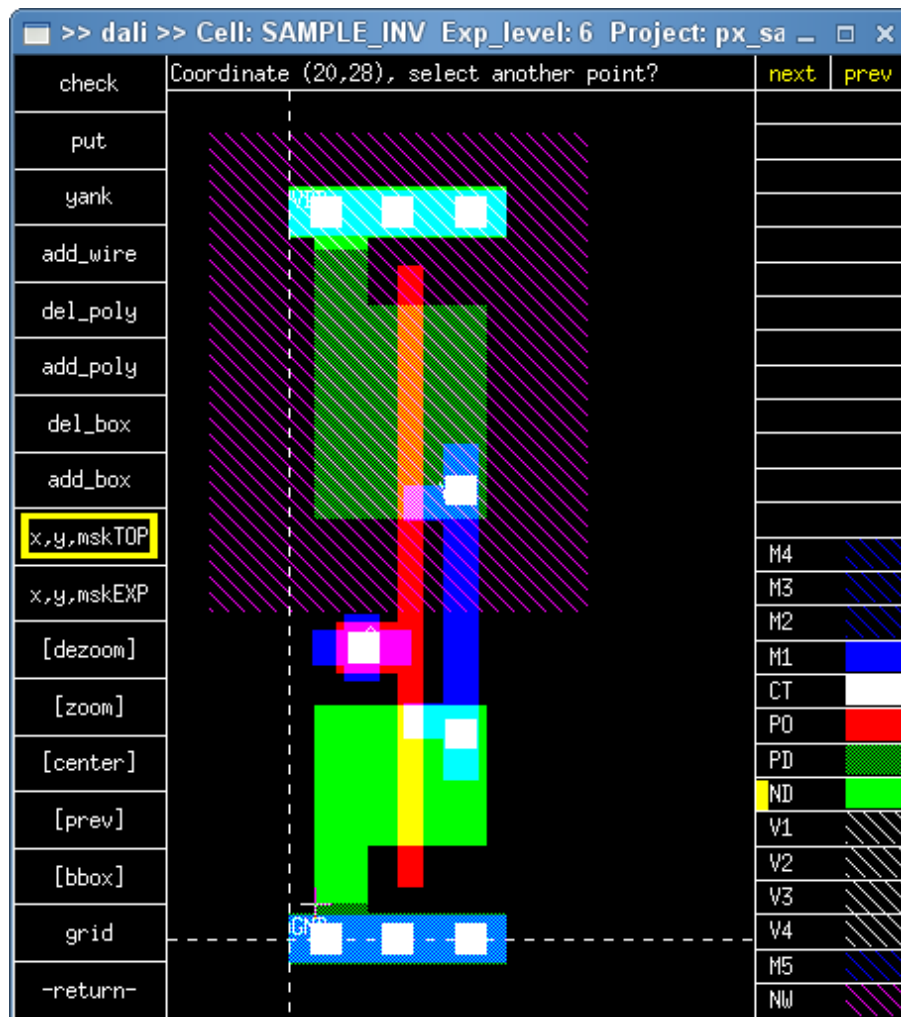 >> dali >> Cell: SAMPLE_INV Exp_level: 6 Project: px_sa
check
Coordinate (20,28), select another point?
next
prev
put
yank
add_wire
del_poly
add_poly
del_box
add_box
x,y,mskTOP
x,y,mskEXP
[dezoom]
[zoom]
[center]
[prev]
[bbox]
grid
-return-
VDD
GND
M4
M3
M2
M1
CT
PO
PD
ND
V1
V2
V3
V4
M5
NW